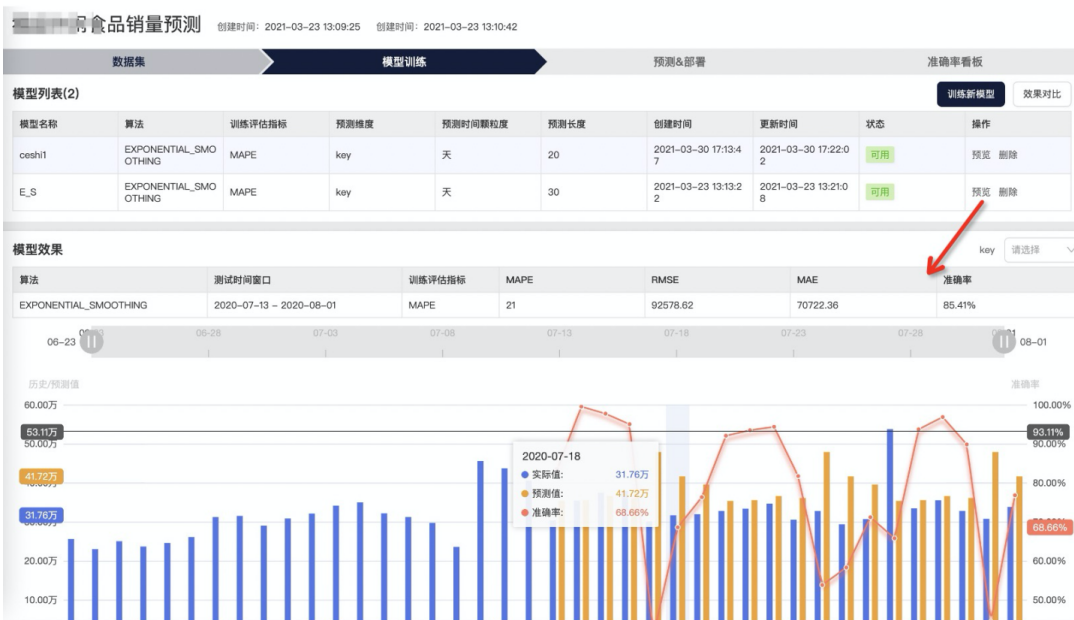 食品销量预测 创建时间：2021-03-23 13:09:25 创建时间：2021-03-23 13:10:42
数据集 模型训练 预测&部署 准确率看板
模型列表(2) 训练新模型 效果对比
模型名称 算法 训练评估指标 预测维度 预测时间颗粒度 预测长度 创建时间 更新时间 状态 操作
ceshi1 EXPONENTIAL_SMOOTHING MAPE key 天 20 2021-03-30 17:13:47 2021-03-30 17:22:02 可用 预览 删除
E_S EXPONENTIAL_SMOOTHING MAPE key 天 30 2021-03-23 13:13:22 2021-03-23 13:21:08 可用 预览 删除
模型效果 key 请选择
算法 测试时间窗口 训练评估指标 MAPE RMSE MAE 准确率
EXPONENTIAL_SMOOTHING 2020-07-13 - 2020-08-01 MAPE 21 92578.62 70722.36 85.41%
06-28 07-03 07-08 07-13 07-18 07-23 07-28
06-23 08-01
历史/预测值 准确率
60.00万 100.00%
53.11万 93.11%
50.00万 90.00%
2020-07-18
41.72万 实际值: 31.76万
80.00%
预测值: 41.72万
31.76万 准确率: 68.66%
68.66%
20.00万 60.00%
10.00万 50.00%